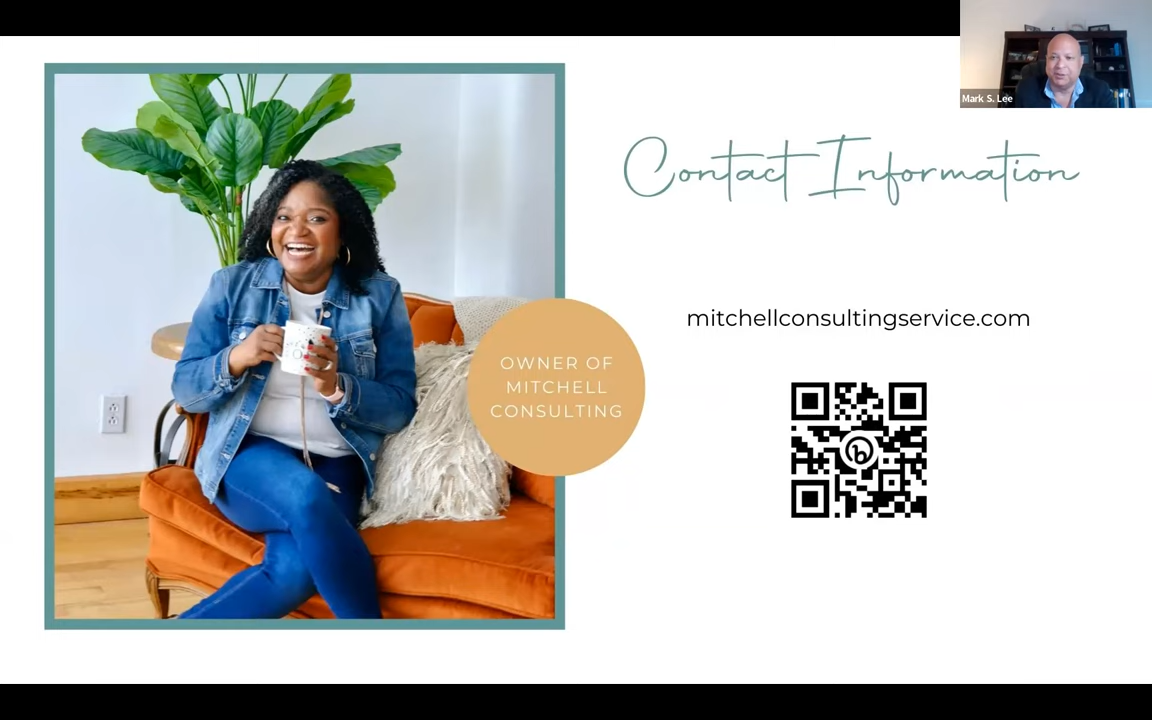 Mark S. Lee
Contact Information
mitchellconsultingservice.com
OWNER OF
MITCHELL
CONSULTING
b